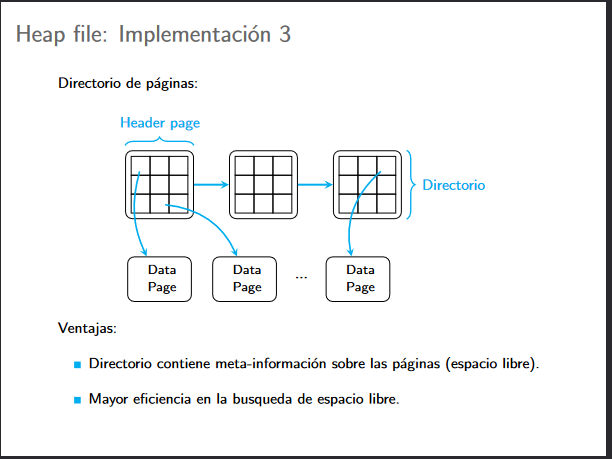 Heap file: Implementación 3
Directorio de páginas:
Header page
Directorio
Data
Page
Data
Page
...
Data
Page
Ventajas:
Directorio contiene meta-información sobre las páginas (espacio libre).
Mayor eficiencia en la busqueda de espacio libre.